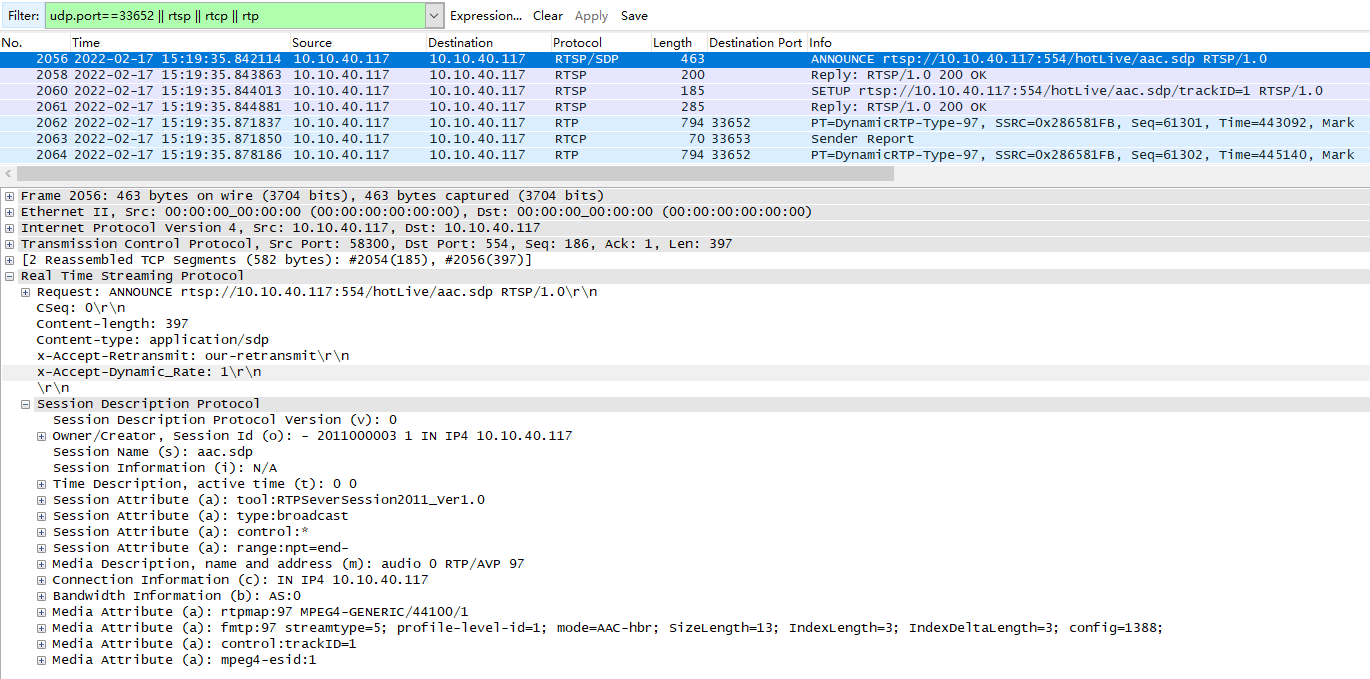 Filter: udp.port==33652 || rtsp || rtcp || rtp Expression... Clear Apply Save
No. Time Source Destination Protocol Length Destination Port Info
2056 2022-02-17 15:19:35.842114 10.10.40.117 10.10.40.117 RTSP/SDP 463 ANNOUNCE rtsp://10.10.40.117:554/hotLive/aac.sdp RTSP/1.0
2058 2022-02-17 15:19:35.843863 10.10.40.117 10.10.40.117 RTSP 200 Reply: RTSP/1.0 200 OK
2060 2022-02-17 15:19:35.844013 10.10.40.117 10.10.40.117 RTSP 185 SETUP rtsp://10.10.40.117:554/hotLive/aac.sdp/trackID=1 RTSP/1.0
2061 2022-02-17 15:19:35.844881 10.10.40.117 10.10.40.117 RTSP 285 Reply: RTSP/1.0 200 OK
2062 2022-02-17 15:19:35.871837 10.10.40.117 10.10.40.117 RTP 794 33652 PT=DynamicRTP-Type-97, SSRC=0x286581FB, Seq=61301, Time=443092, Mark
2063 2022-02-17 15:19:35.871850 10.10.40.117 10.10.40.117 RTCP 70 33653 Sender Report
2064 2022-02-17 15:19:35.878186 10.10.40.117 10.10.40.117 RTP 794 33652 PT=DynamicRTP-Type-97, SSRC=0x286581FB, Seq=61302, Time=445140, Mark
Frame 2056: 463 bytes on wire (3704 bits), 463 bytes captured (3704 bits)
Ethernet II, Src: 00:00:00_00:00:00 (00:00:00:00:00:00), Dst: 00:00:00_00:00:00 (00:00:00:00:00:00)
Internet Protocol Version 4, Src: 10.10.40.117, Dst: 10.10.40.117
Transmission Control Protocol, Src Port: 58300, Dst Port: 554, Seq: 186, Ack: 1, Len: 397
[2 Reassembled TCP Segments (582 bytes): #2054(185), #2056(397)]
Real Time Streaming Protocol
Request: ANNOUNCE rtsp://10.10.40.117:554/hotLive/aac.sdp RTSP/1.0\r\n
CSeq: 0\r\n
Content-length: 397
Content-type: application/sdp
x-Accept-Retransmit: our-retransmit\r\n
x-Accept-Dynamic_Rate: 1\r\n
\r\n
Session Description Protocol
Session Description Protocol Version (v): 0
Owner/Creator, Session Id (o): - 2011000003 1 IN IP4 10.10.40.117
Session Name (s): aac.sdp
Session Information (i): N/A
Time Description, active time (t): 0 0
Session Attribute (a): tool:RTPSeverSession2011_Ver1.0
Session Attribute (a): type:broadcast
Session Attribute (a): control:*
Session Attribute (a): range:npt=end-
Media Description, name and address (m): audio 0 RTP/AVP 97
Connection Information (c): IN IP4 10.10.40.117
Bandwidth Information (b): AS:0
Media Attribute (a): rtpmap:97 MPEG4-GENERIC/44100/1
Media Attribute (a): fmtp:97 streamtype=5; profile-level-id=1; mode=AAC-hbr; SizeLength=13; IndexLength=3; IndexDeltaLength=3; config=1388;
Media Attribute (a): control:trackID=1
Media Attribute (a): mpeg4-esid:1